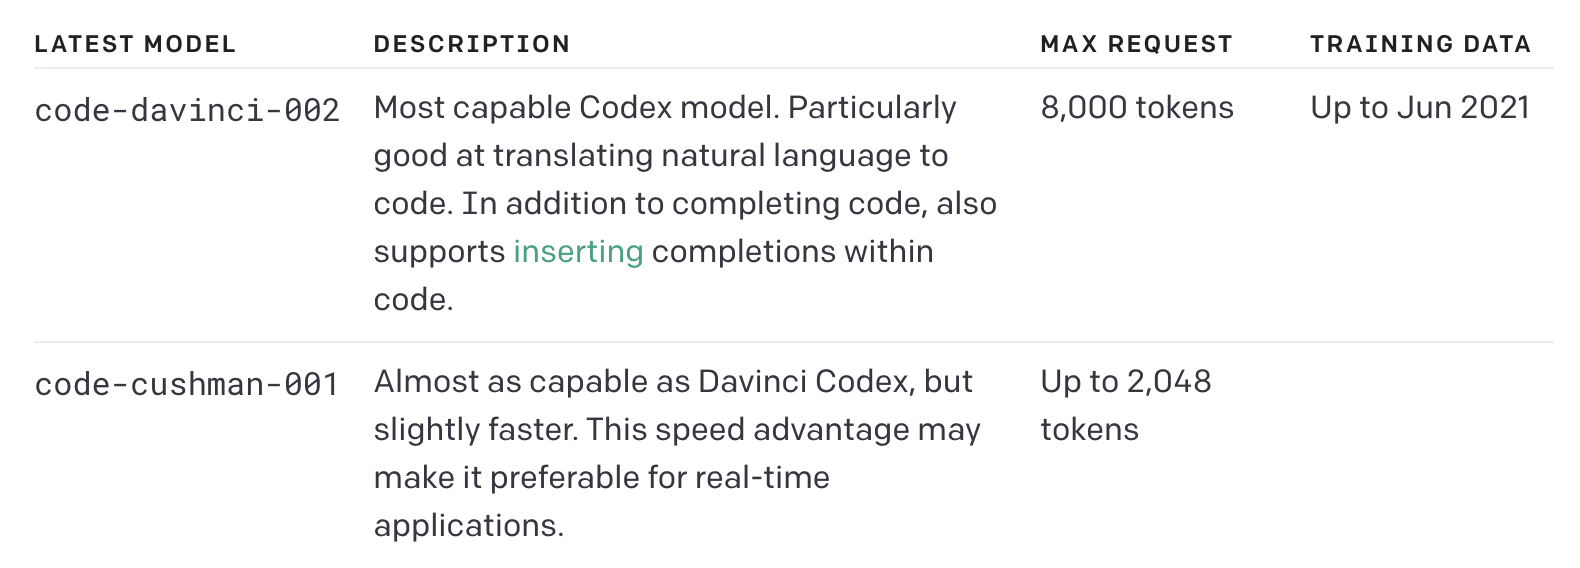 LATEST MODEL DESCRIPTION MAX REQUEST TRAINING DATA
code-davinci-002 Most capable Codex model. Particularly 8,000 tokens Up to Jun 2021
good at translating natural language to
code. In addition to completing code, also
supports inserting completions within
code.
code-cushman-001 Almost as capable as Davinci Codex, but Up to 2,048
slightly faster. This speed advantage may tokens
make it preferable for real-time
applications.